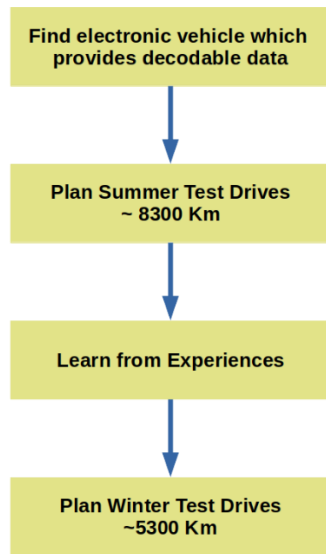 Find electronic vehicle which
provides decodable data
Plan Summer Test Drives
~ 8300 Km
Learn from Experiences
Plan Winter Test Drives
~5300 Km